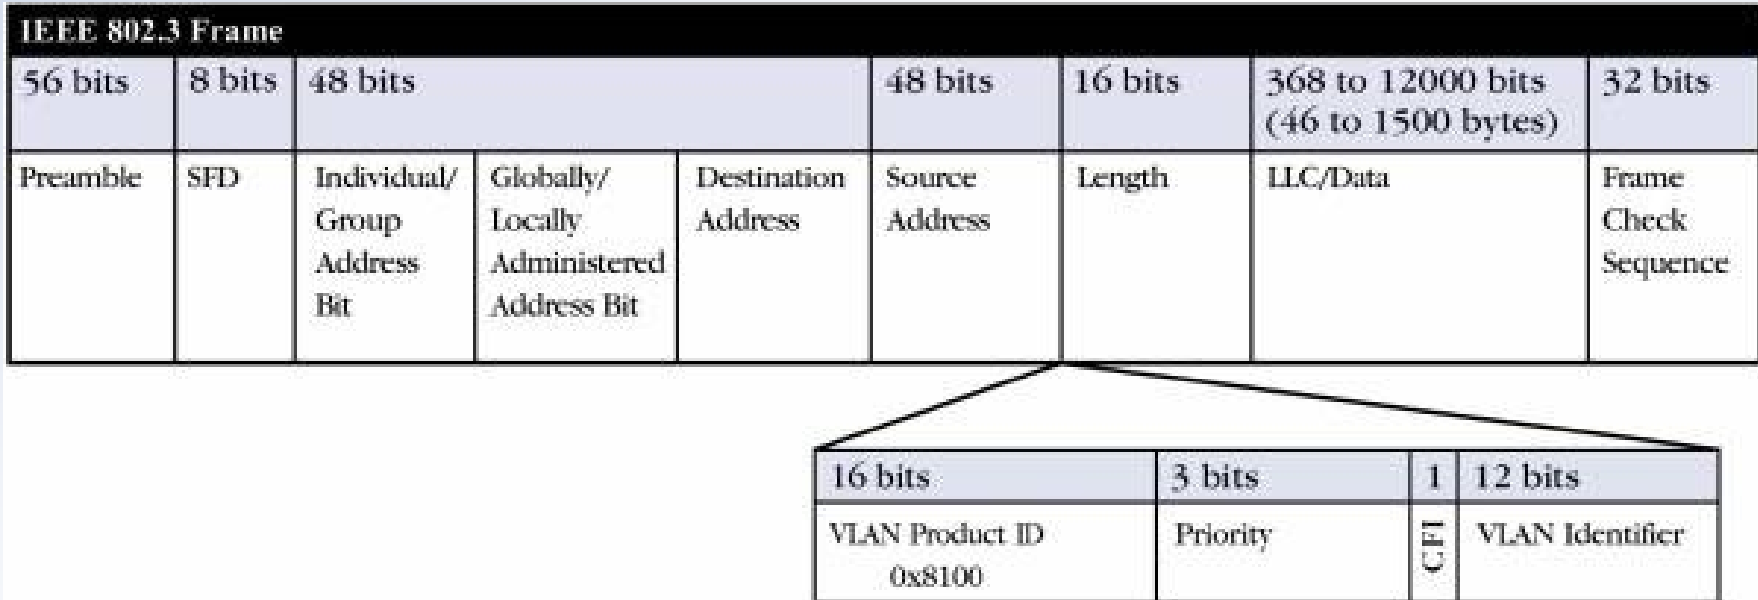 IEEE 802.3 Frame
56 bits
8 bits
48 bits
48 bits
16 bits
368 to 12000 bits
(46 to 1500 bytes)
32 bits
Preamble
SFD
Individual/
Group
Address
Bit
Globally/
Locally
Administered
Address Bit
Destination
Address
Source
Address
Length
LLC/Data
Frame
Check
Sequence
16 bits
3 bits
1
12 bits
VLAN Product ID
0x8100
Priority
CFI
VLAN Identifier